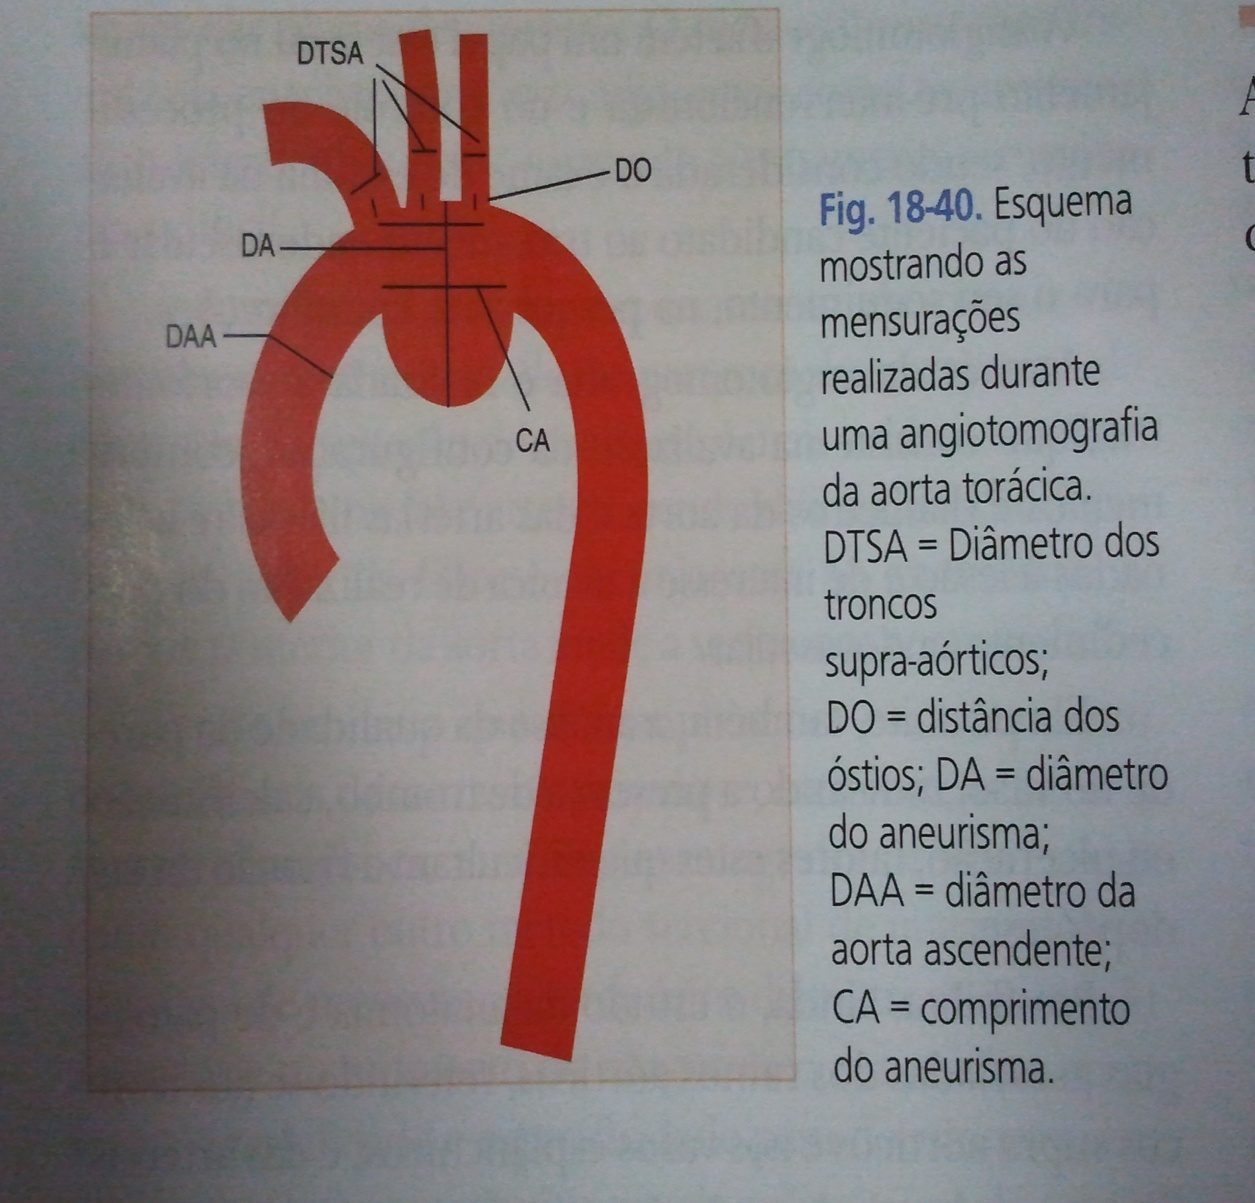 DTSA
DO
DA
DAA
CA
Fig. 18-40. Esquema
mostrando as
mensurações
realizadas durante
uma angiotomografia
da aorta torácica.
DTSA = Diâmetro dos
troncos
supra-aórticos;
DO = distância dos
óstios; DA = diâmetro
do aneurisma;
DAA = diâmetro da
aorta ascendente;
CA = comprimento
do aneurisma.